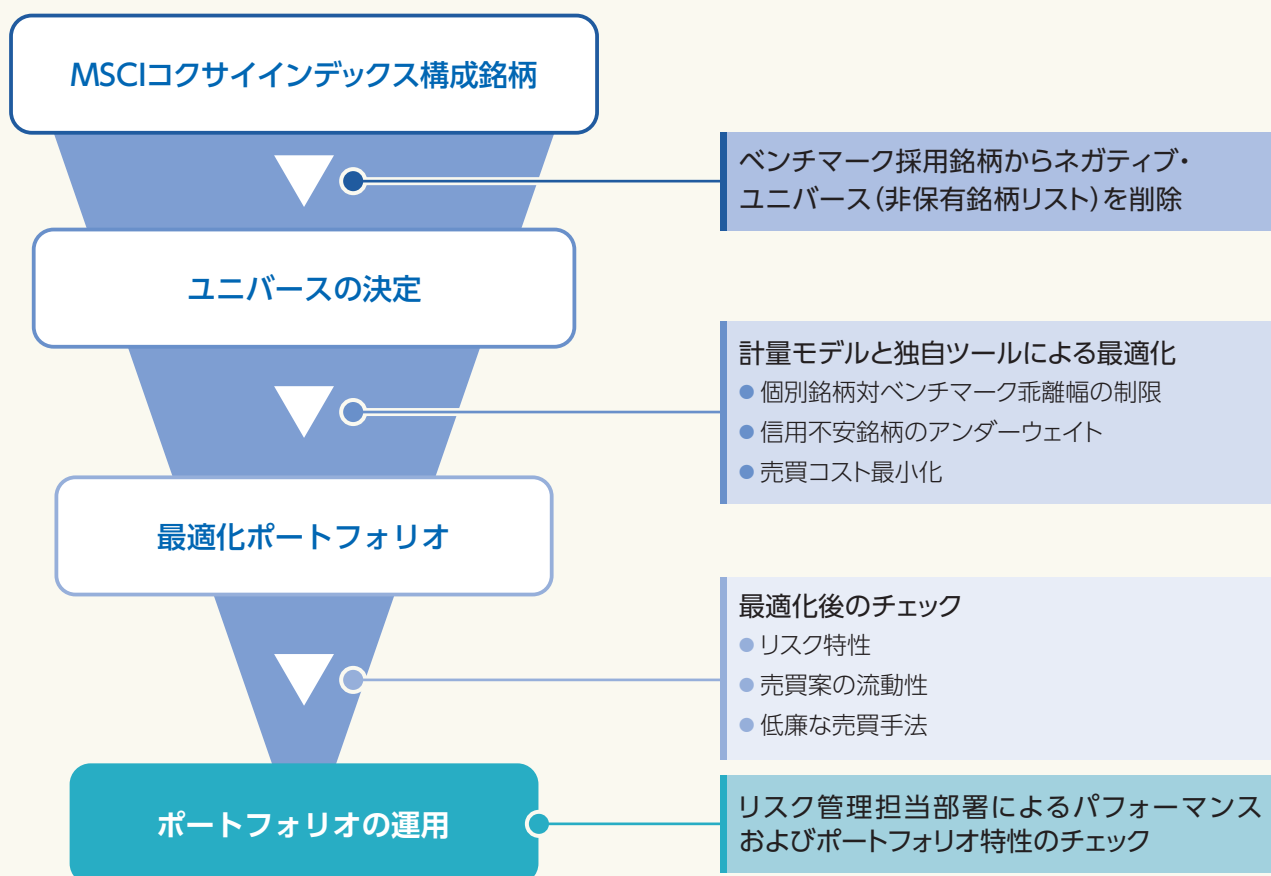 MSCIコクサイインデックス構成銘柄
ベンチマーク採用銘柄からネガティブ・
ユニバース(非保有銘柄リスト)を削除
ユニバースの決定
計量モデルと独自ツールによる最適化
● 個別銘柄対ベンチマーク乖離幅の制限
● 信用不安銘柄のアンダーウェイト
● 売買コスト最小化
最適化ポートフォリオ
最適化後のチェック
● リスク特性
● 売買案の流動性
● 低廉な売買手法
ポートフォリオの運用
リスク管理担当部署によるパフォーマンス
およびポートフォリオ特性のチェック